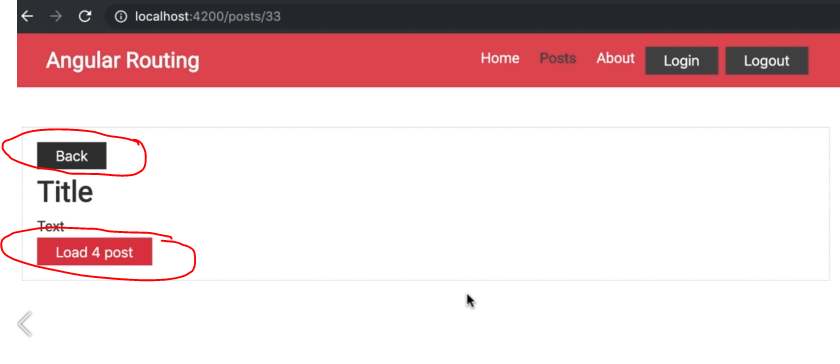 localhost:4200/posts/33
Angular Routing Home Posts About Login Logout
Back
Title
Text
Load 4 post